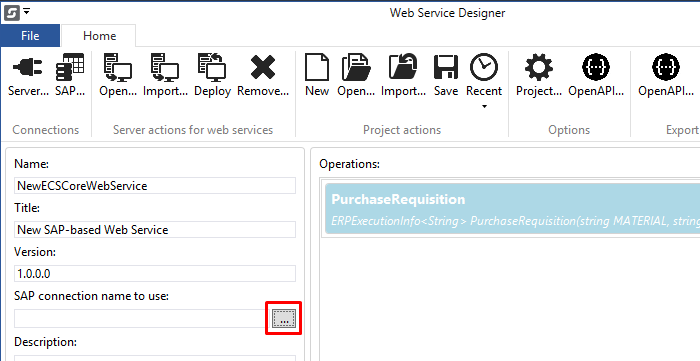 Web Service Designer
File Home
Server... SAP... Open... Import... Deploy Remove... New Open... Import... Save Recent Project... OpenAPI... OpenAPI...
Connections Server actions for web services Project actions Options Export
Name:
NewECSCoreWebService
Title:
New SAP-based Web Service
Version:
1.0.0.0
SAP connection name to use:
...
Description:
Operations:
PurchaseRequisition
ERPExecutionInfo<String> PurchaseRequisition(string MATERIAL, string